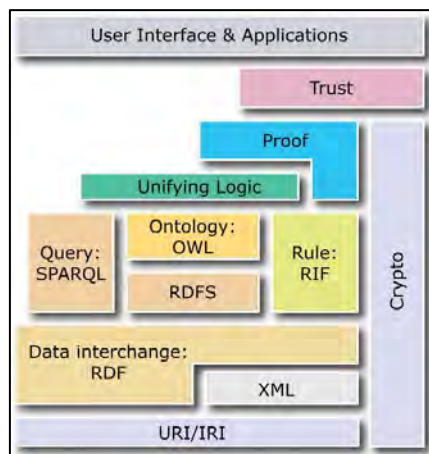 User Interface & Applications
Trust
Proof
Unifying Logic
Ontology:
OWL
Query:
SPARQL
Rule:
RIF
RDFS
Crypto
Data interchange:
RDF
XML
URI/IRI